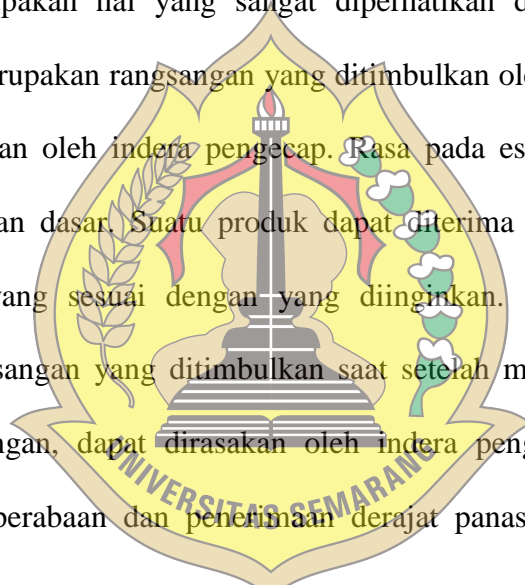 upakan hal yang sangat diperhatikan d
rupakan rangsangan yang ditimbulkan ol
an oleh indera pengecap. Rasa pada es
an dasar. Suatu produk dapat diterima
yang sesuai dengan yang diinginkan.
sangan yang ditimbulkan saat setelah m
ngan, dapat dirasakan oleh indera peng
perabaan dan penerimaan derajat panas
UNIVERSITAS SEMARANG